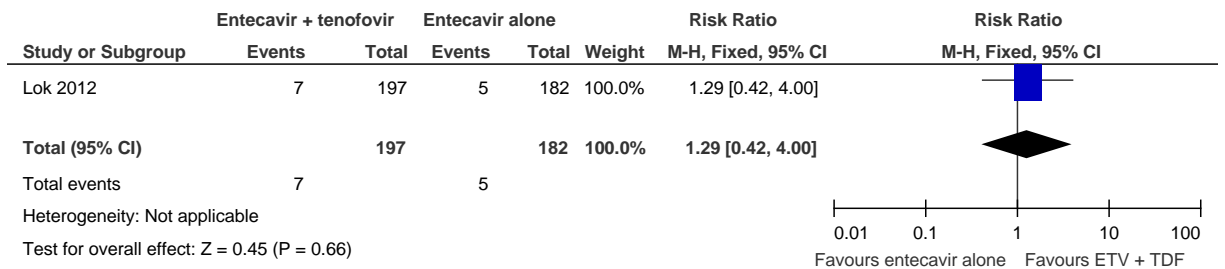 Entecavir + tenofovir Entecavir alone Risk Ratio Risk Ratio
Study or Subgroup Events Total Events Total Weight M-H, Fixed, 95% CI M-H, Fixed, 95% CI
Lok 2012 7 197 5 182 100.0% 1.29 [0.42, 4.00]
Total (95% CI) 197 182 100.0% 1.29 [0.42, 4.00]
Total events 7 5
Heterogeneity: Not applicable
Test for overall effect: Z = 0.45 (P = 0.66)
0.01 0.1 1 10 100
Favours entecavir alone Favours ETV + TDF